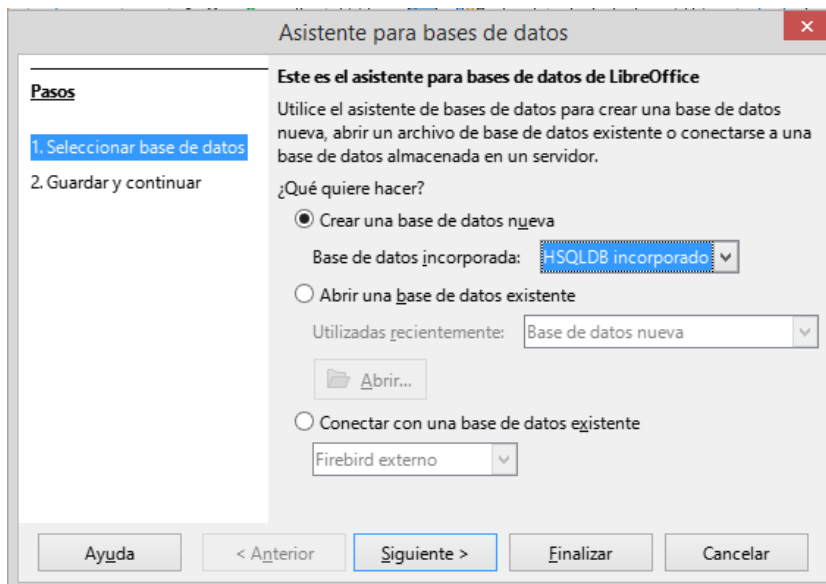 Asistente para bases de datos
Pasos
1. Seleccionar base de datos
2. Guardar y continuar
Este es el asistente para bases de datos de LibreOffice
Utilice el asistente de bases de datos para crear una base de datos
nueva, abrir un archivo de base de datos existente o conectarse a una
base de datos almacenada en un servidor.
¿Qué quiere hacer?
Crear una base de datos nueva
Base de datos incorporada: HSQLDB incorporado
Abrir una base de datos existente
Utilizadas recientemente: Base de datos nueva
Abrir...
Conectar con una base de datos existente
Firebird externo
Ayuda < Anterior Siguiente > Finalizar Cancelar